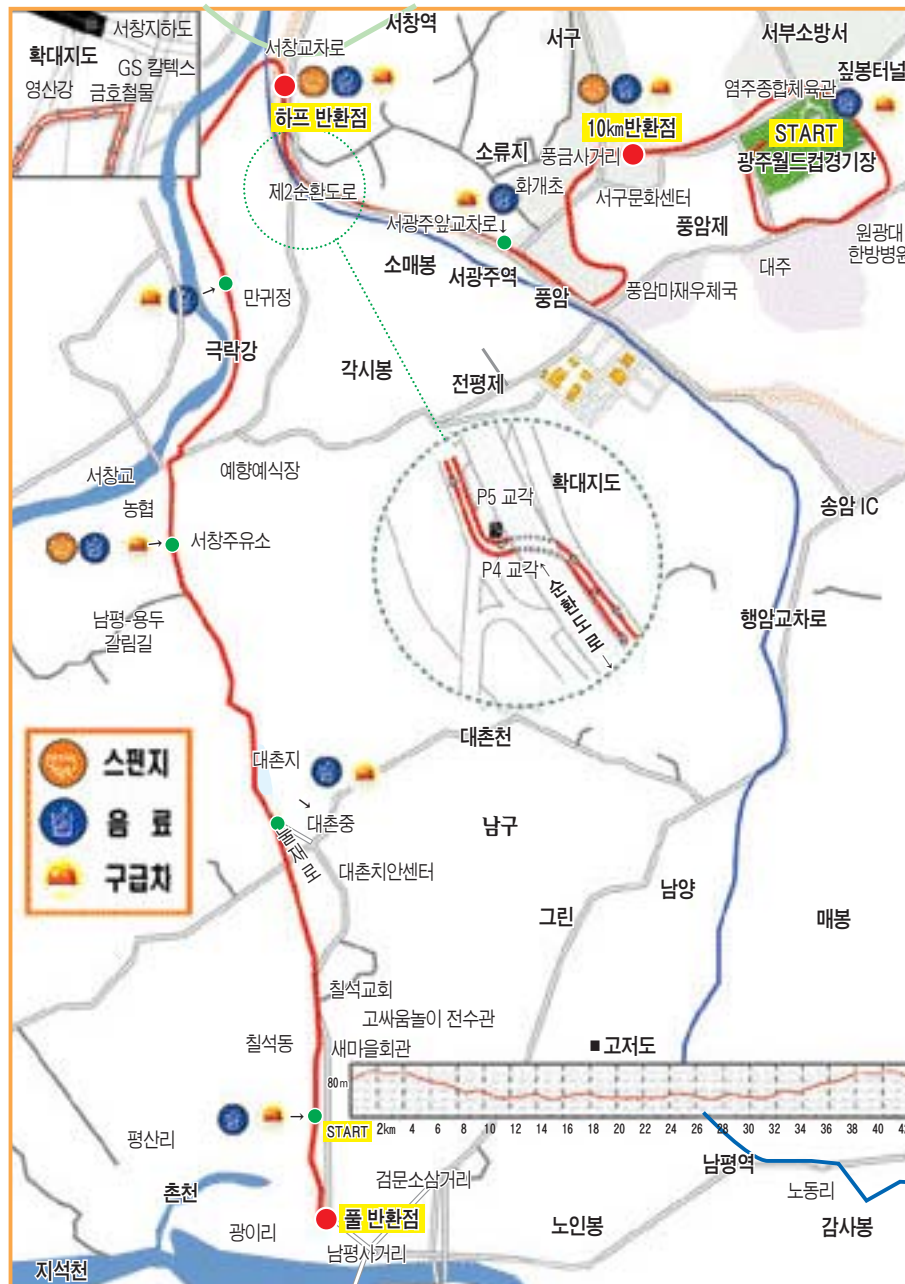 서창지하도
확대지도
GS 칼텍스
영산강
금호철물
서창역
서창교차로
하프 반환점
서구
서부소방서
짚봉터널
염주종합체육관
START
광주월드컵경기장
10km반환점
풍금사거리
소류지
화개초
서구문화센터
제2순환도로
서광주앞교차로↓
풍암제
원광대
한방병원
대주
소매봉
서광주역
풍암
풍암마재우체국
→
만귀정
극락강
각시봉
전평제
서창교
예향예식장
농협
→
서창주유소
확대지도
P5 교각
P4 교각
← 순환도로 →
송암 IC
남평-용두
갈림길
행암교차로
스펀지
음 료
구급차
대촌지
대촌천
→
대촌중
남구
대촌치안센터
남양
그린
매봉
칠석교회
고싸움놀이 전수관
칠석동
새마을회관
■ 고저도
80m
START 2km 4 6 8 10 12 14 16 18 20 22 24 26 28 30 32 34 36 38 40
→
평산리
촌천
검문소삼거리
남평역
노동리
풀 반환점
광이리
노인봉
감사봉
남평사거리
지석천